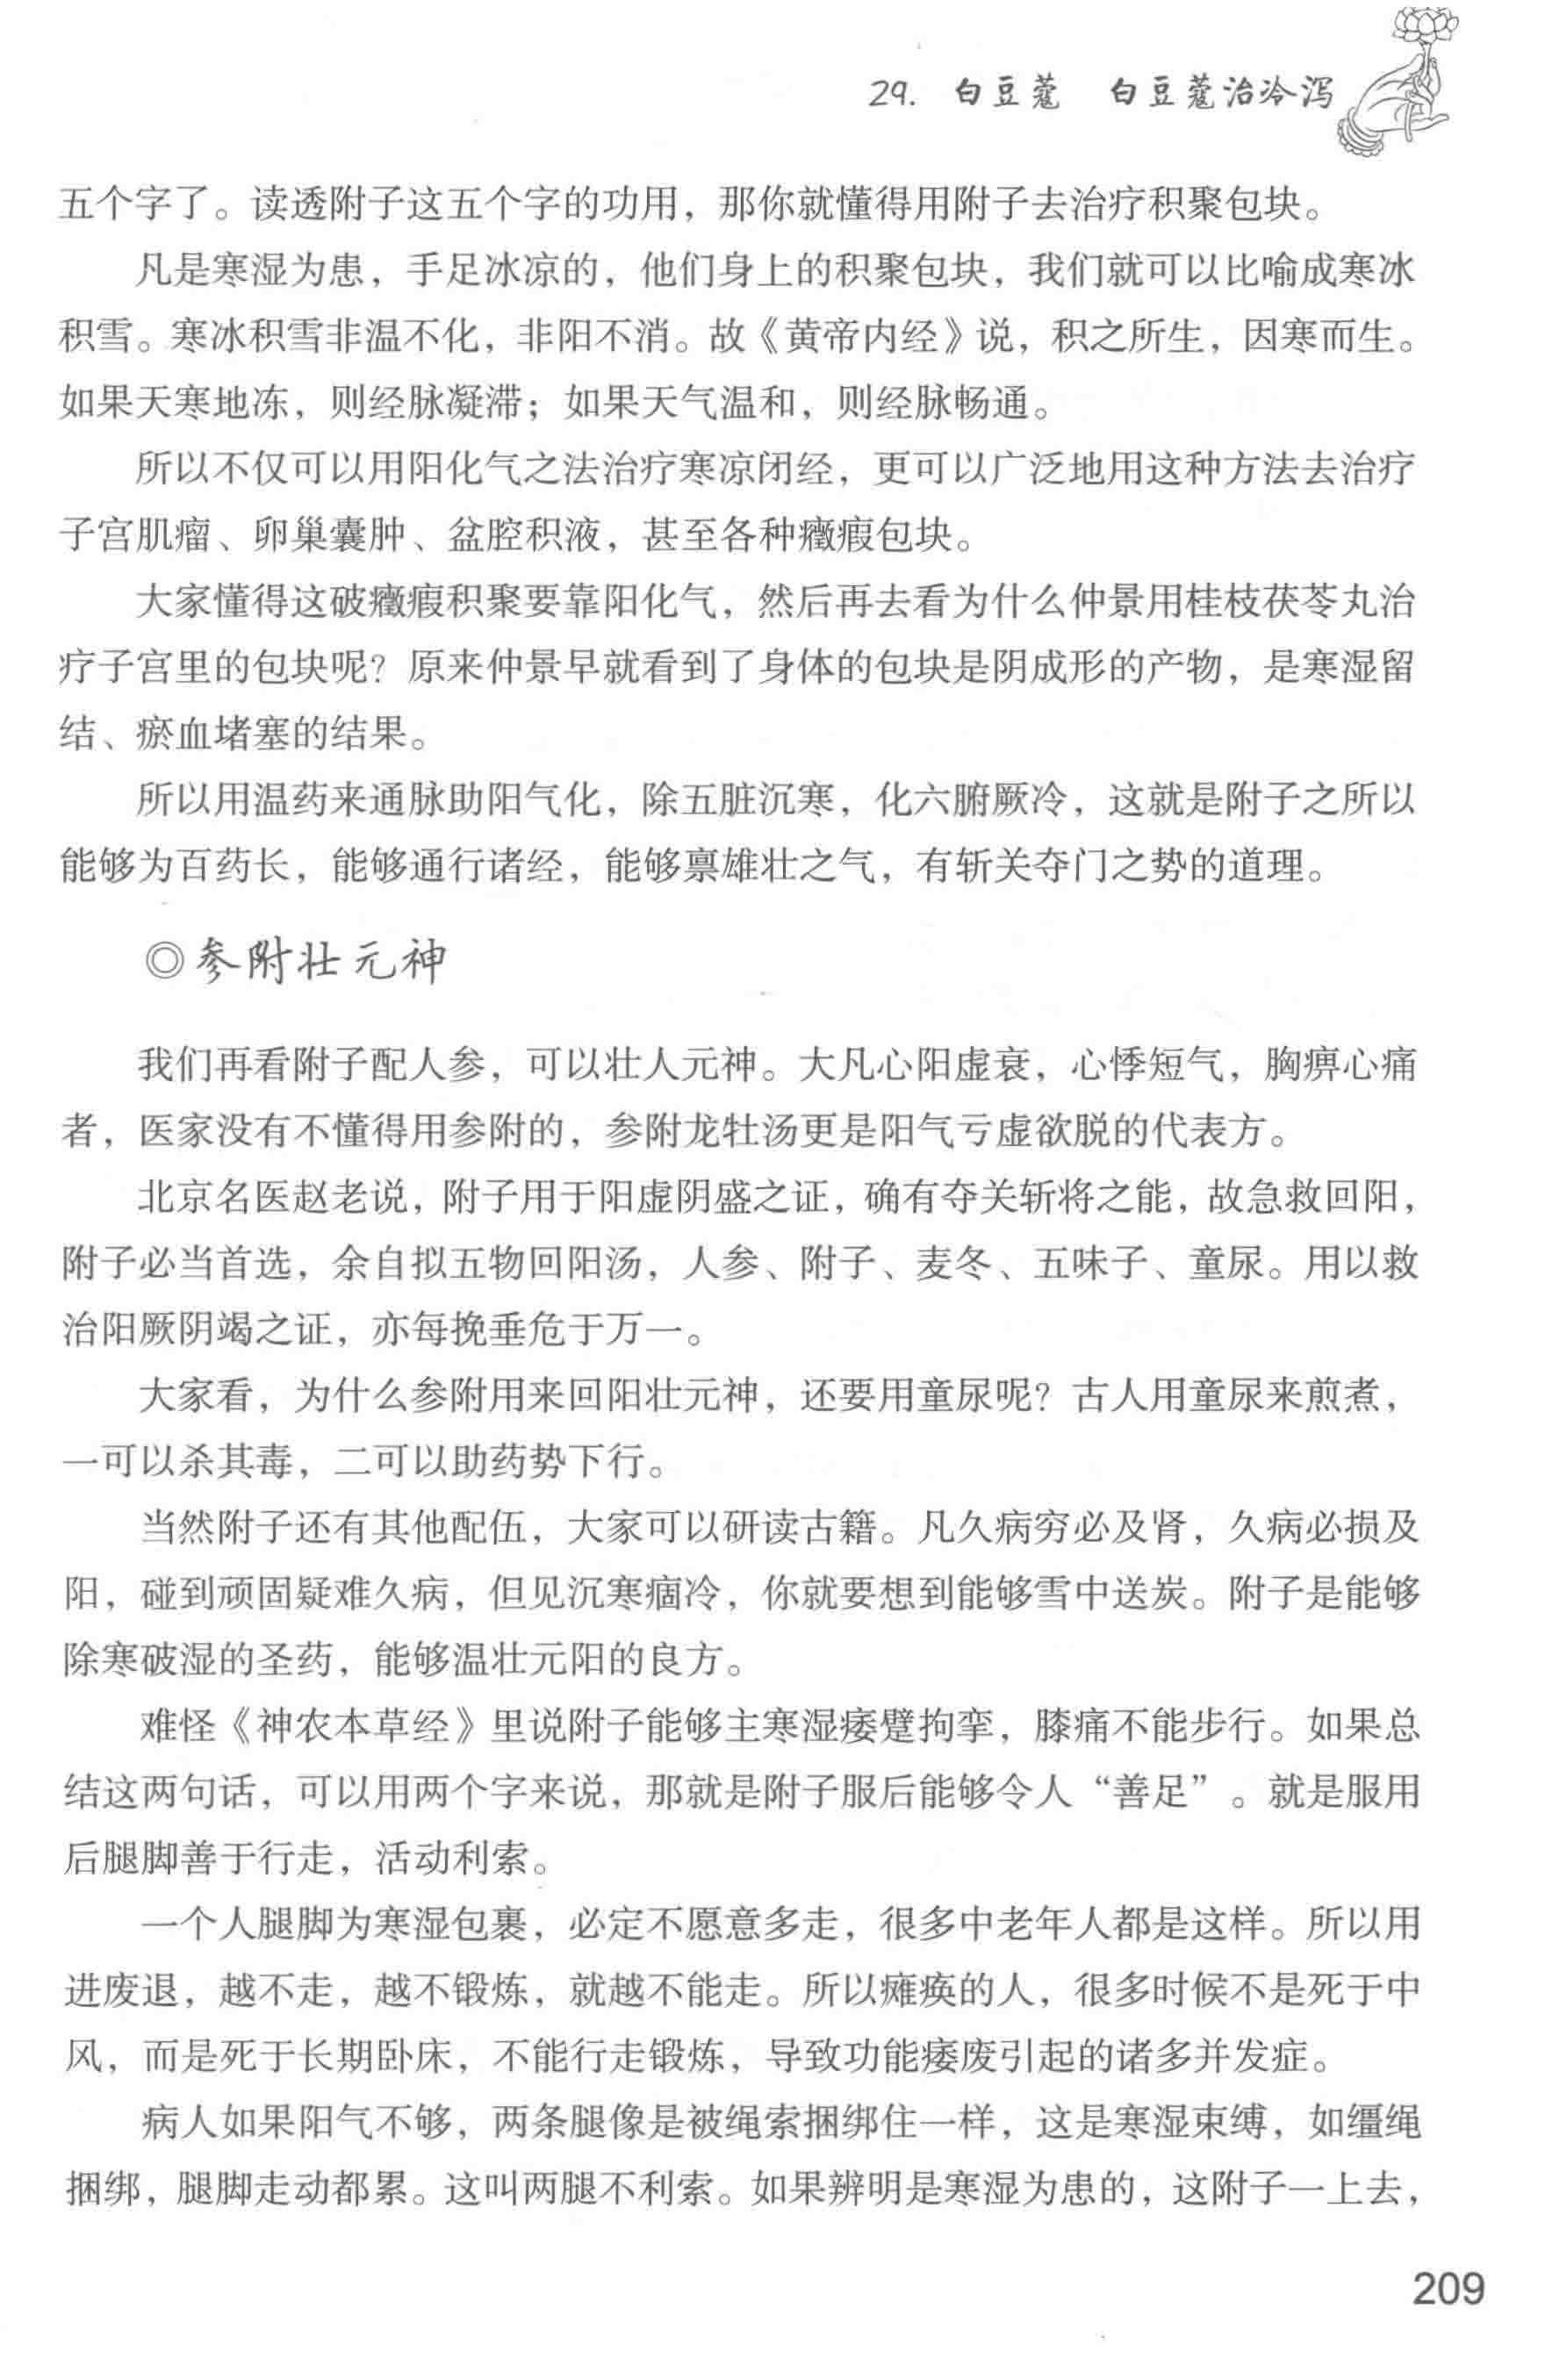 29. 白豆蔻 白豆蔻治冷泻
五个字了。读透附子这五个字的功用，那你就懂得用附子去治疗积聚包块。
凡是寒湿为患，手足冰凉的，他们身上的积聚包块，我们就可以比喻成寒冰
积雪。寒冰积雪非温不化，非阳不消。故《黄帝内经》说，积之所生，因寒而生。
如果天寒地冻，则经脉凝滞；如果天气温和，则经脉畅通。
所以不仅可以用阳化气之法治疗寒凉闭经，更可以广泛地用这种方法去治疗
子宫肌瘤、卵巢囊肿、盆腔积液，甚至各种癥瘕包块。
大家懂得这破癥瘕积聚要靠阳化气，然后再去看为什么仲景用桂枝茯苓丸治
疗子宫里的包块呢？原来仲景早就看到了身体的包块是阴成形的产物，是寒湿留
结、瘀血堵塞的结果。
所以用温药来通脉助阳气化，除五脏沉寒，化六腑厥冷，这就是附子之所以
能够为百药长，能够通行诸经，能够禀雄壮之气，有斩关夺门之势的道理。
◎参附壮元神
我们再看附子配人参，可以壮人元神。大凡心阳虚衰，心悸短气，胸痹心痛
者，医家没有不懂得用参附的，参附龙牡汤更是阳气亏虚欲脱的代表方。
北京名医赵老说，附子用于阳虚阴盛之证，确有夺关斩将之能，故急救回阳，
附子必当首选，余自拟五物回阳汤，人参、附子、麦冬、五味子、童尿。用以救
治阳厥阴竭之证，亦每挽垂危于万一。
大家看，为什么参附用来回阳壮元神，还要用童尿呢？古人用童尿来煎煮，
一可以杀其毒，二可以助药势下行。
当然附子还有其他配伍，大家可以研读古籍。凡久病穷必及肾，久病必损及
阳，碰到顽固疑难久病，但见沉寒痼冷，你就要想到能够雪中送炭。附子是能够
除寒破湿的圣药，能够温壮元阳的良方。
难怪《神农本草经》里说附子能够主寒湿痿躄拘挛，膝痛不能步行。如果总
结这两句话，可以用两个字来说，那就是附子服后能够令人“善足”。就是服用
后腿脚善于行走，活动利索。
一个人腿脚为寒湿包裹，必定不愿意多走，很多中老年人都是这样。所以用
进废退，越不走，越不锻炼，就越不能走。所以瘫痪的人，很多时候不是死于中
风，而是死于长期卧床，不能行走锻炼，导致功能痿废引起的诸多并发症。
病人如果阳气不够，两条腿像是被绳索捆绑住一样，这是寒湿束缚，如缰绳
捆绑，腿脚走动都累。这叫两腿不利索。如果辨明是寒湿为患的，这附子一上去，
209